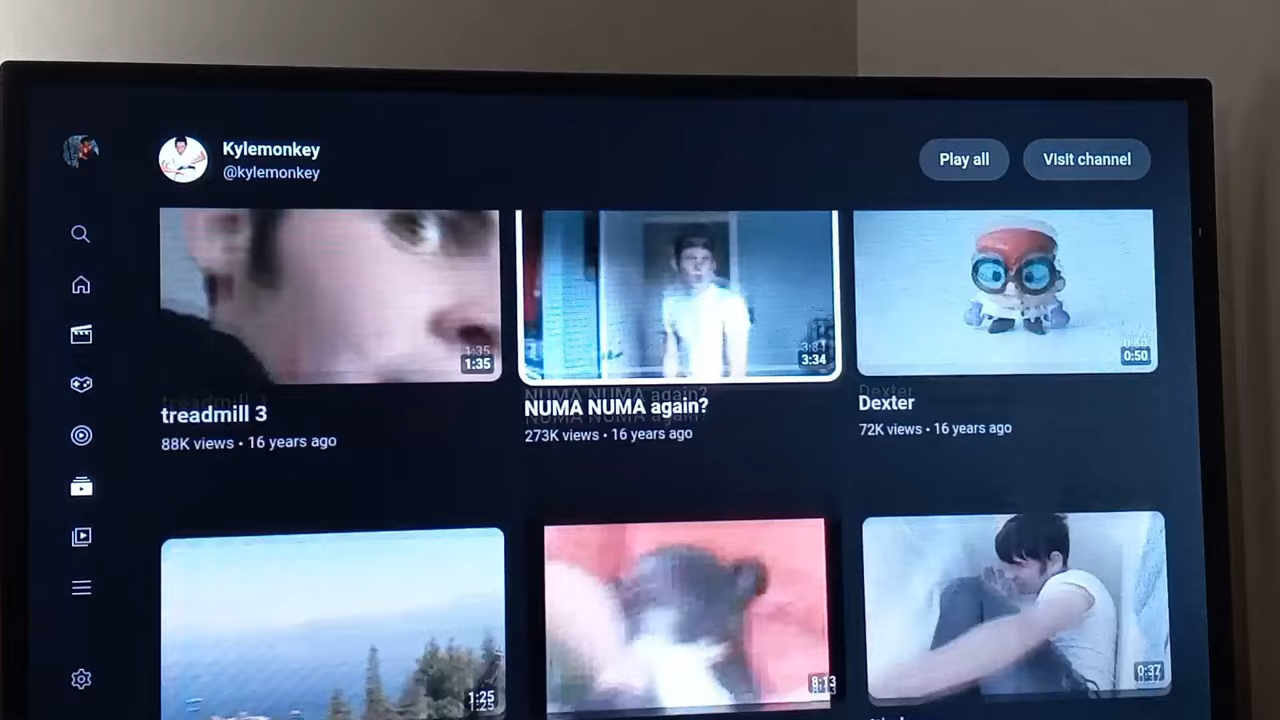 Kylemonkey
@kylemonkey
Play all
Visit channel
1:35
3:34
0:50
treadmill 3
88K views • 16 years ago
NUMA NUMA again?
273K views • 16 years ago
Dexter
72K views • 16 years ago
1:25
8:13
0:37